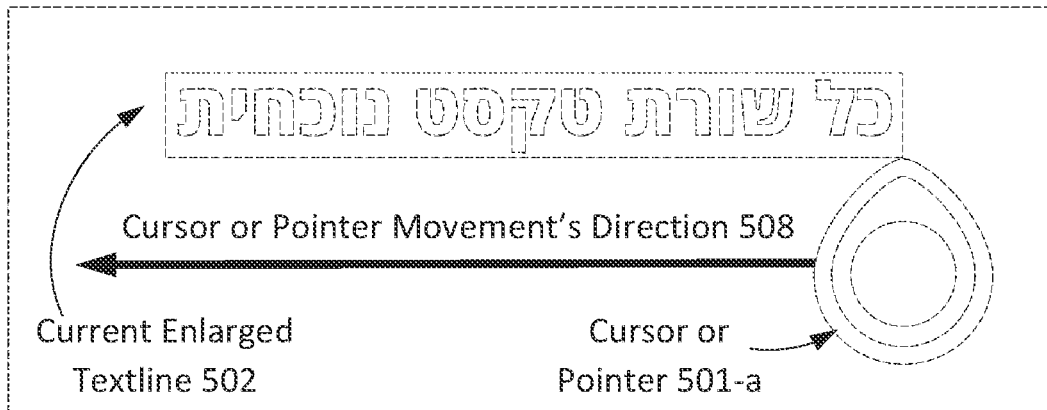 כל שורת טקסט נוכחית
Cursor or Pointer Movement's Direction 508
Current Enlarged
Textline 502
Cursor or
Pointer 501-a